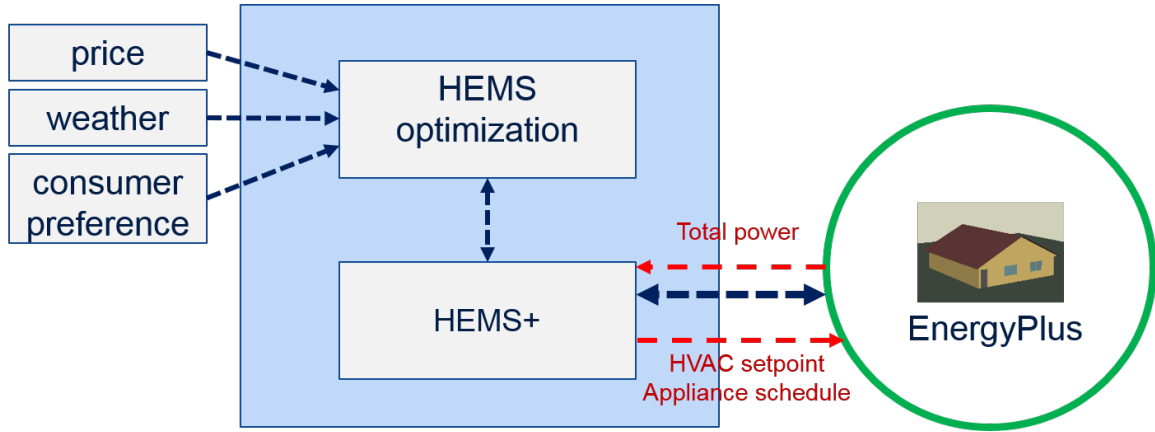 price
weather
consumer
preference
HEMS
optimization
HEMS+
Total power
HVAC setpoint
Appliance schedule
EnergyPlus